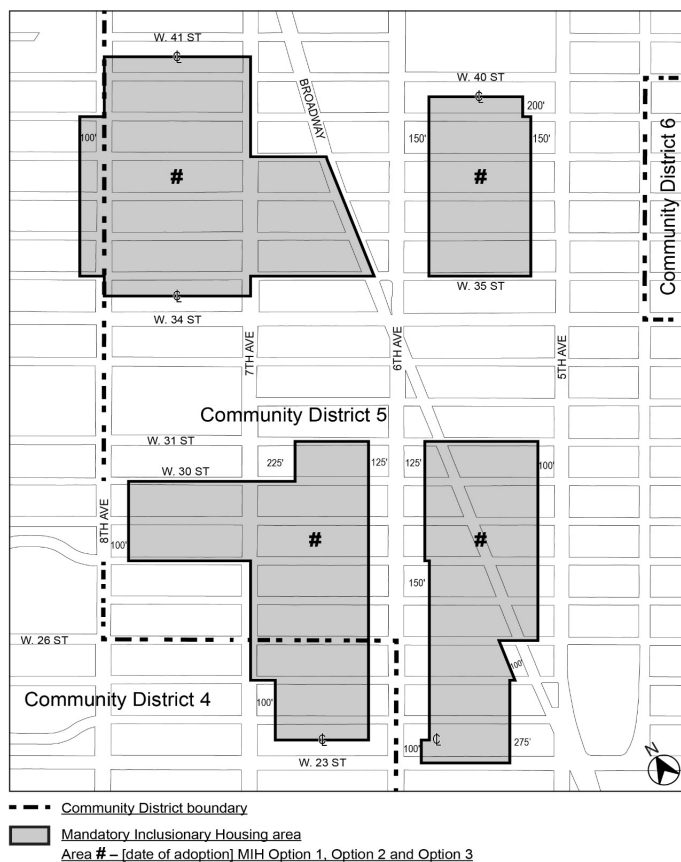 W. 41 ST
℄
BROADWAY
W. 40 ST
℄
200'
100'
150'
150'
#
#
Community District 6
℄
W. 35 ST
W. 34 ST
7TH AVE
6TH AVE
5TH AVE
Community District 5
W. 31 ST
225'
125'
125'
100'
W. 30 ST
8TH AVE
100'
#
#
150'
W. 26 ST
100'
Community District 4
100'
℄
℄
100'
275'
W. 23 ST
N
Community District boundary
Mandatory Inclusionary Housing area
Area # – [date of adoption] MIH Option 1, Option 2 and Option 3